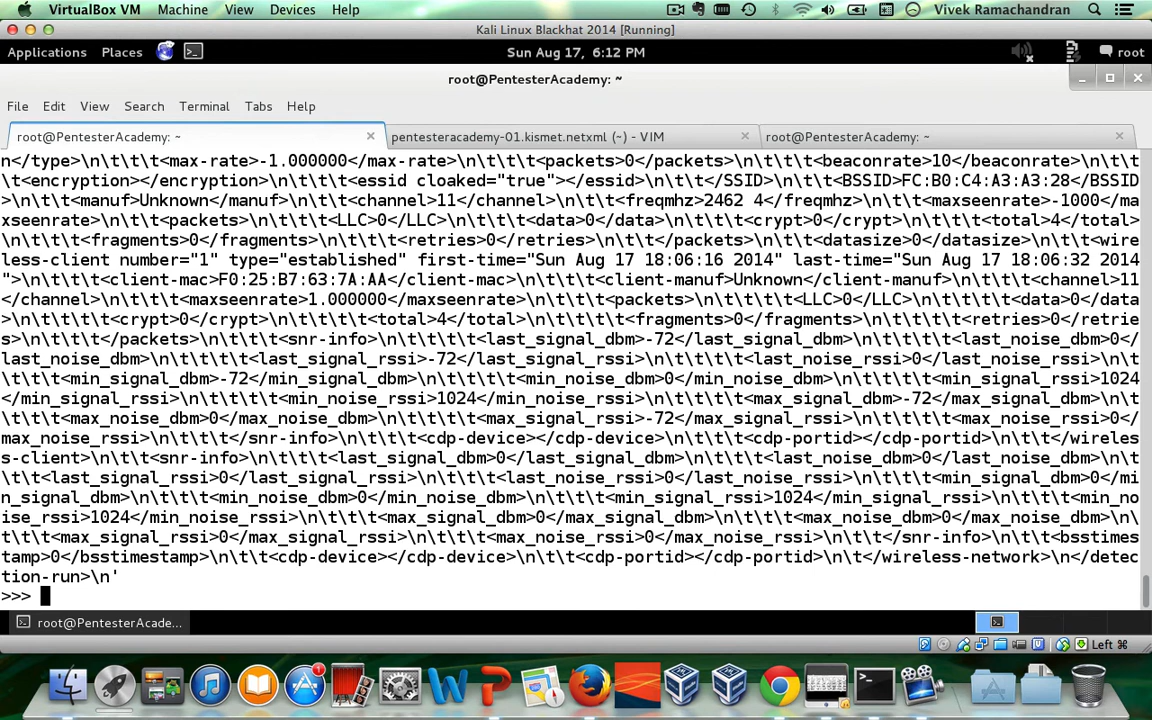 VirtualBox VM Machine View Devices Help Vivek Ramachandran
Kali Linux Blackhat 2014 [Running]
Applications Places Sun Aug 17, 6:12 PM root
root@PentesterAcademy: ~
File Edit View Search Terminal Tabs Help
root@PentesterAcademy: ~ pentesteracademy-01.kismet.netxml (~) - VIM root@PentesterAcademy: ~
n</type>\n\t\t\t<max-rate>-1.000000</max-rate>\n\t\t\t<packets>0</packets>\n\t\t\t<beaconrate>10</beaconrate>\n\t\t
\t<encryption></encryption>\n\t\t\t<essid cloaked="true"></essid>\n\t\t</SSID>\n\t\t<BSSID>FC:B0:C4:A3:A3:28</BSSID
>\n\t\t<manuf>Unknown</manuf>\n\t\t<channel>11</channel>\n\t\t<freqmhz>2462 4</freqmhz>\n\t\t<maxseenrate>-1000</ma
xseenrate>\n\t\t<packets>\n\t\t\t<LLC>0</LLC>\n\t\t\t<data>0</data>\n\t\t\t<crypt>0</crypt>\n\t\t\t<total>4</total>
\n\t\t\t<fragments>0</fragments>\n\t\t\t<retries>0</retries>\n\t\t</packets>\n\t\t<datasize>0</datasize>\n\t\t<wire
less-client number="1" type="established" first-time="Sun Aug 17 18:06:16 2014" last-time="Sun Aug 17 18:06:32 2014
">\n\t\t\t<client-mac>F0:25:B7:63:7A:AA</client-mac>\n\t\t\t<client-manuf>Unknown</client-manuf>\n\t\t\t<channel>11
</channel>\n\t\t\t<maxseenrate>1.000000</maxseenrate>\n\t\t\t<packets>\n\t\t\t\t<LLC>0</LLC>\n\t\t\t\t<data>0</data
>\n\t\t\t\t<crypt>0</crypt>\n\t\t\t\t<total>4</total>\n\t\t\t\t<fragments>0</fragments>\n\t\t\t\t<retries>0</retrie
s>\n\t\t\t</packets>\n\t\t\t<snr-info>\n\t\t\t\t<last_signal_dbm>-72</last_signal_dbm>\n\t\t\t\t<last_noise_dbm>0</
last_noise_dbm>\n\t\t\t\t<last_signal_rssi>-72</last_signal_rssi>\n\t\t\t\t<last_noise_rssi>0</last_noise_rssi>\n\t
\t\t\t<min_signal_dbm>-72</min_signal_dbm>\n\t\t\t\t<min_noise_dbm>0</min_noise_dbm>\n\t\t\t\t<min_signal_rssi>1024
</min_signal_rssi>\n\t\t\t\t<min_noise_rssi>1024</min_noise_rssi>\n\t\t\t\t<max_signal_dbm>-72</max_signal_dbm>\n\t
\t\t\t<max_noise_dbm>0</max_noise_dbm>\n\t\t\t\t<max_signal_rssi>-72</max_signal_rssi>\n\t\t\t\t<max_noise_rssi>0</
max_noise_rssi>\n\t\t\t</snr-info>\n\t\t\t<cdp-device></cdp-device>\n\t\t\t<cdp-portid></cdp-portid>\n\t\t</wireles
s-client>\n\t\t<snr-info>\n\t\t\t<last_signal_dbm>0</last_signal_dbm>\n\t\t\t<last_noise_dbm>0</last_noise_dbm>\n\t
\t\t<last_signal_rssi>0</last_signal_rssi>\n\t\t\t<last_noise_rssi>0</last_noise_rssi>\n\t\t\t<min_signal_dbm>0</mi
n_signal_dbm>\n\t\t\t<min_noise_dbm>0</min_noise_dbm>\n\t\t\t<min_signal_rssi>1024</min_signal_rssi>\n\t\t\t<min_no
ise_rssi>1024</min_noise_rssi>\n\t\t\t<max_signal_dbm>0</max_signal_dbm>\n\t\t\t<max_noise_dbm>0</max_noise_dbm>\n\
t\t\t<max_signal_rssi>0</max_signal_rssi>\n\t\t\t<max_noise_rssi>0</max_noise_rssi>\n\t\t</snr-info>\n\t\t<bsstimes
tamp>0</bsstimestamp>\n\t\t<cdp-device></cdp-device>\n\t\t<cdp-portid></cdp-portid>\n\t</wireless-network>\n</detec
tion-run>\n'
>>>
root@PentesterAcade...
Left ⌘